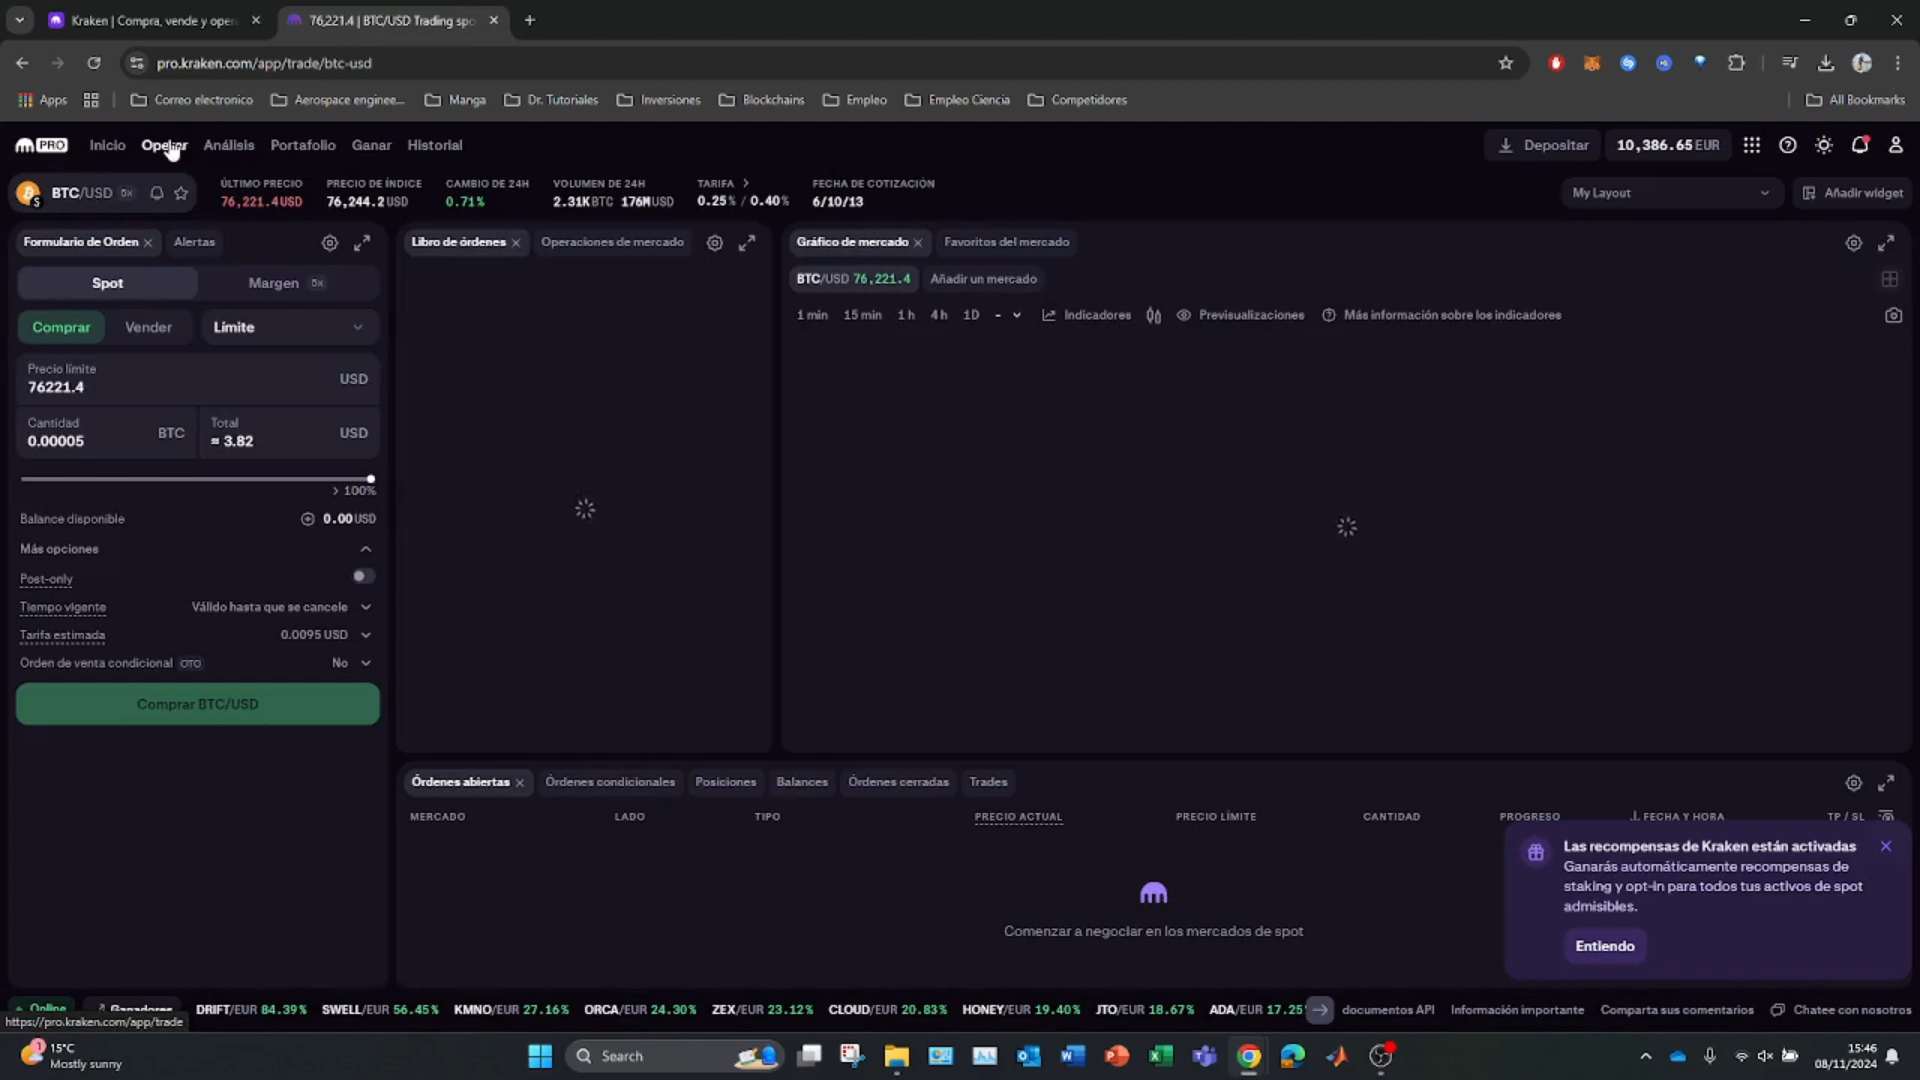 Kraken | Compra, vende y oper
76,221.4 | BTC/USD Trading spo
pro.kraken.com/app/trade/btc-usd
Apps
Correo electronico
Aerospace enginee...
Manga
Dr. Tutoriales
Inversiones
Blockchains
Empleo
Empleo Ciencia
Competidores
All Bookmarks
PRO
Inicio
Operar
Análisis
Portafolio
Ganar
Historial
Depositar
10,386.65 EUR
BTC/USD 5x
ÚLTIMO PRECIO
76,221.4 USD
PRECIO DE ÍNDICE
76,244.2 USD
CAMBIO DE 24H
0.71%
VOLUMEN DE 24H
2.31K BTC 176M USD
TARIFA
0.25% / 0.40%
FECHA DE COTIZACIÓN
6/10/13
My Layout
Añadir widget
Formulario de Orden
Alertas
Spot
Margen 5x
Comprar
Vender
Límite
Precio límite
76221.4
USD
Cantidad
0.00005
BTC
Total
≈ 3.82
USD
> 100%
Balance disponible
0.00 USD
Más opciones
Post-only
Tiempo vigente
Válido hasta que se cancele
Tarifa estimada
0.0095 USD
Orden de venta condicional OTO
No
Comprar BTC/USD
Libro de órdenes
Operaciones de mercado
Gráfico de mercado
Favoritos del mercado
BTC/USD 76,221.4
Añadir un mercado
1 min
15 min
1 h
4 h
1D
-
Indicadores
Previsualizaciones
Más información sobre los indicadores
Órdenes abiertas
Órdenes condicionales
Posiciones
Balances
Órdenes cerradas
Trades
MERCADO
LADO
TIPO
PRECIO ACTUAL
PRECIO LÍMITE
CANTIDAD
PROGRESO
FECHA Y HORA
TP / SL
Comenzar a negociar en los mercados de spot
Las recompensas de Kraken están activadas
Ganarás automáticamente recompensas de
staking y opt-in para todos tus activos de spot
admisibles.
Entiendo
Online
Ganadores
DRIFT/EUR 84.39%
SWELL/EUR 56.45%
KMNO/EUR 27.16%
ORCA/EUR 24.30%
ZEX/EUR 23.12%
CLOUD/EUR 20.83%
HONEY/EUR 19.40%
JTO/EUR 18.67%
ADA/EUR 17.25
documentos API
Información importante
Comparta sus comentarios
Chatee con nosotros
https://pro.kraken.com/app/trade
1
15°C
Mostly sunny
Search
15:46
08/11/2024